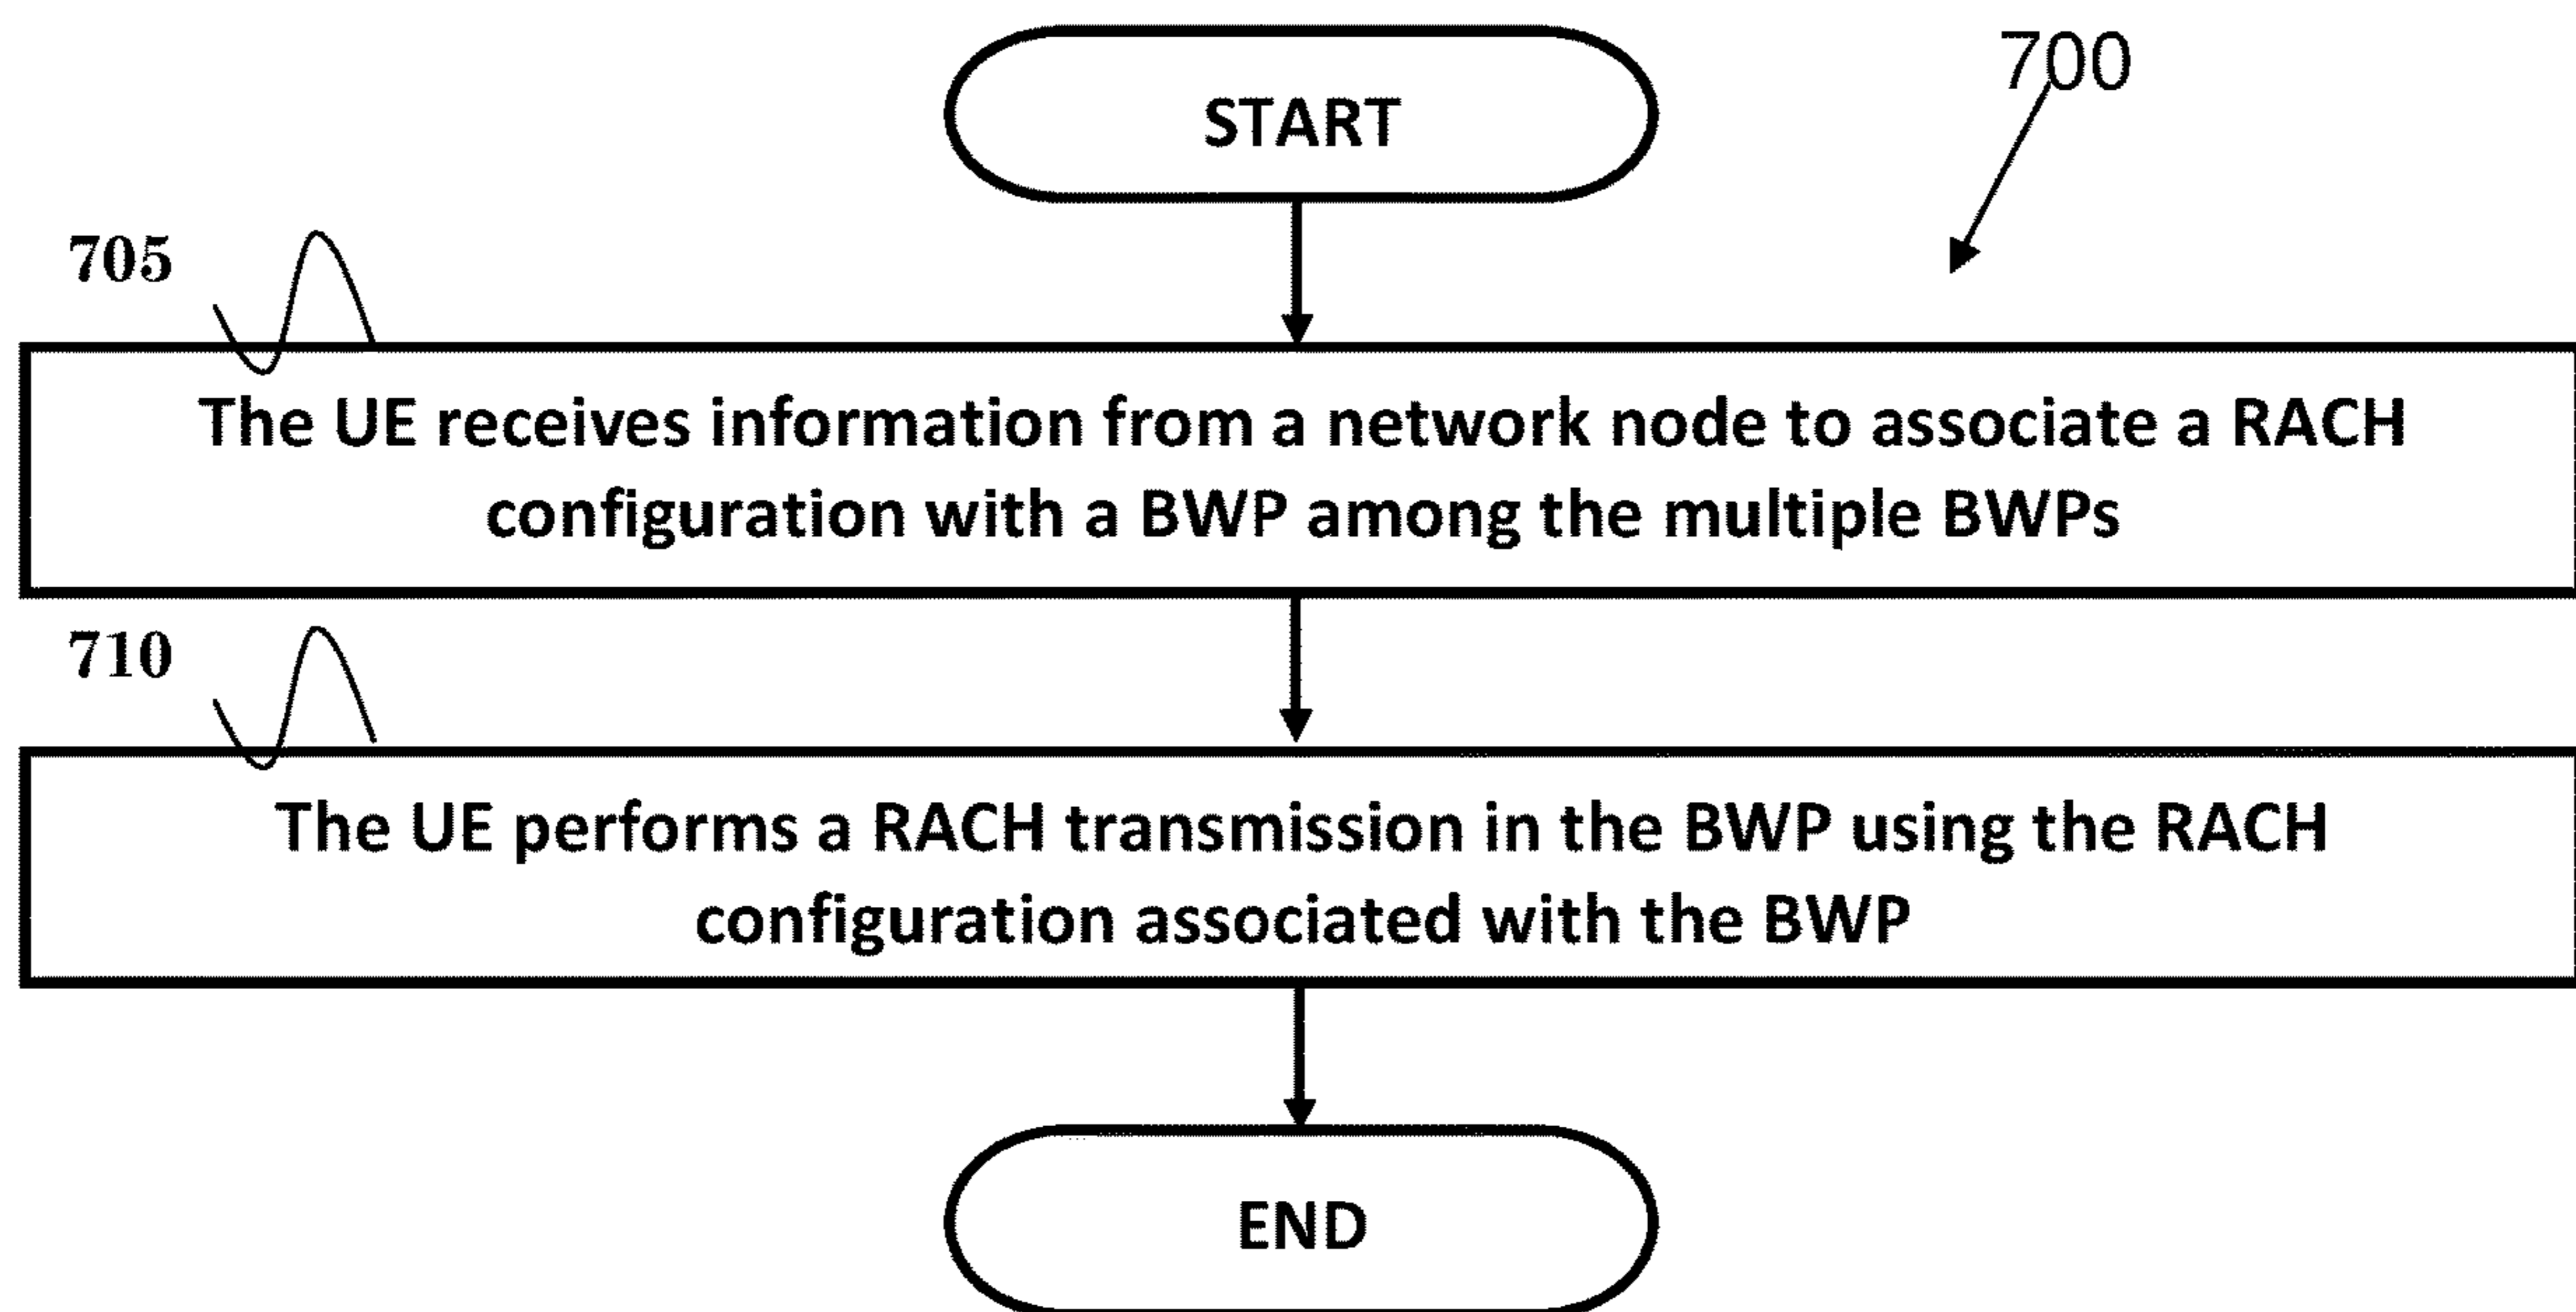 START
700
705
The UE receives information from a network node to associate a RACH
configuration with a BWP among the multiple BWPs
710
The UE performs a RACH transmission in the BWP using the RACH
configuration associated with the BWP
END